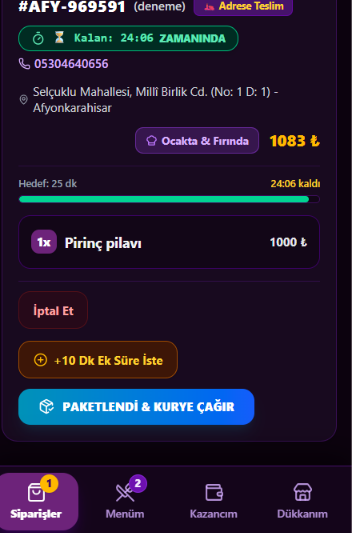 #AFY-969591 (deneme) Adrese Teslim
Kalan: 24:06 ZAMANINDA
05304640656
Selçuklu Mahallesi, Millî Birlik Cd. (No: 1 D: 1) -
Afyonkarahisar
Ocakta & Fırında 1083 ₺
Hedef: 25 dk 24:06 kaldı
1x Pirinç pilavı 1000 ₺
İptal Et
+10 Dk Ek Süre İste
PAKETLENDİ & KURYE ÇAĞIR
1 2
Siparişler Menüm Kazancım Dükkanım